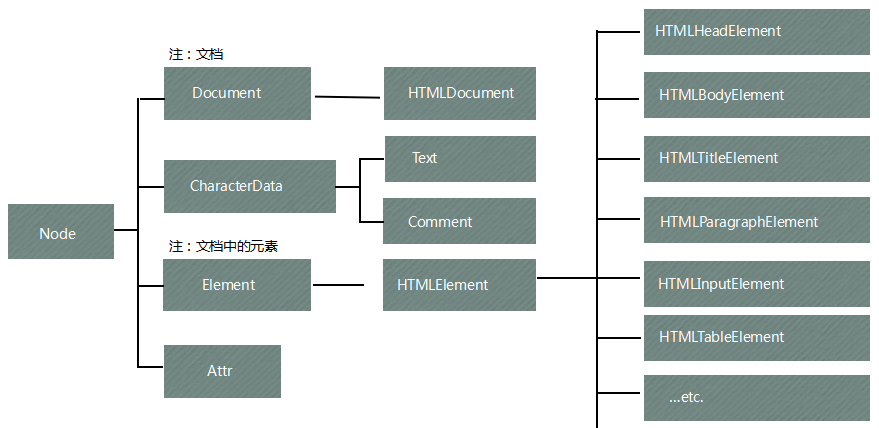 Node
注：文档
Document
HTMLDocument
CharacterData
Text
Comment
注：文档中的元素
Element
HTMLElement
Attr
HTMLHeadElement
HTMLBodyElement
HTMLTitleElement
HTMLParagraphElement
HTMLInputElement
HTMLTableElement
...etc.